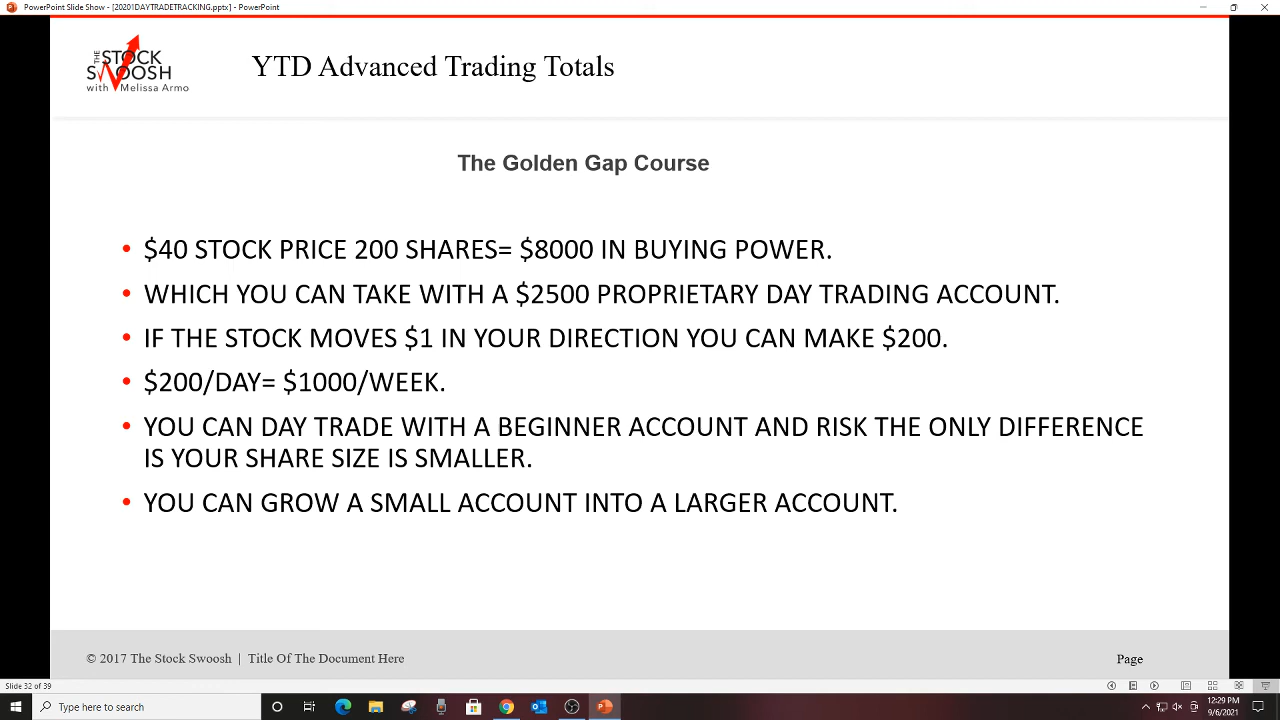 PowerPoint Slide Show - [20201DAYTRADETRACKING.pptx] - PowerPoint
THE
STOCK
SWOOSH
with Melissa Armo
YTD Advanced Trading Totals
The Golden Gap Course
• $40 STOCK PRICE 200 SHARES= $8000 IN BUYING POWER.
• WHICH YOU CAN TAKE WITH A $2500 PROPRIETARY DAY TRADING ACCOUNT.
• IF THE STOCK MOVES $1 IN YOUR DIRECTION YOU CAN MAKE $200.
• $200/DAY= $1000/WEEK.
• YOU CAN DAY TRADE WITH A BEGINNER ACCOUNT AND RISK THE ONLY DIFFERENCE
IS YOUR SHARE SIZE IS SMALLER.
• YOU CAN GROW A SMALL ACCOUNT INTO A LARGER ACCOUNT.
© 2017 The Stock Swoosh | Title Of The Document Here
Page
Slide 32 of 39
Type here to search
12:29 PM
9/6/2021